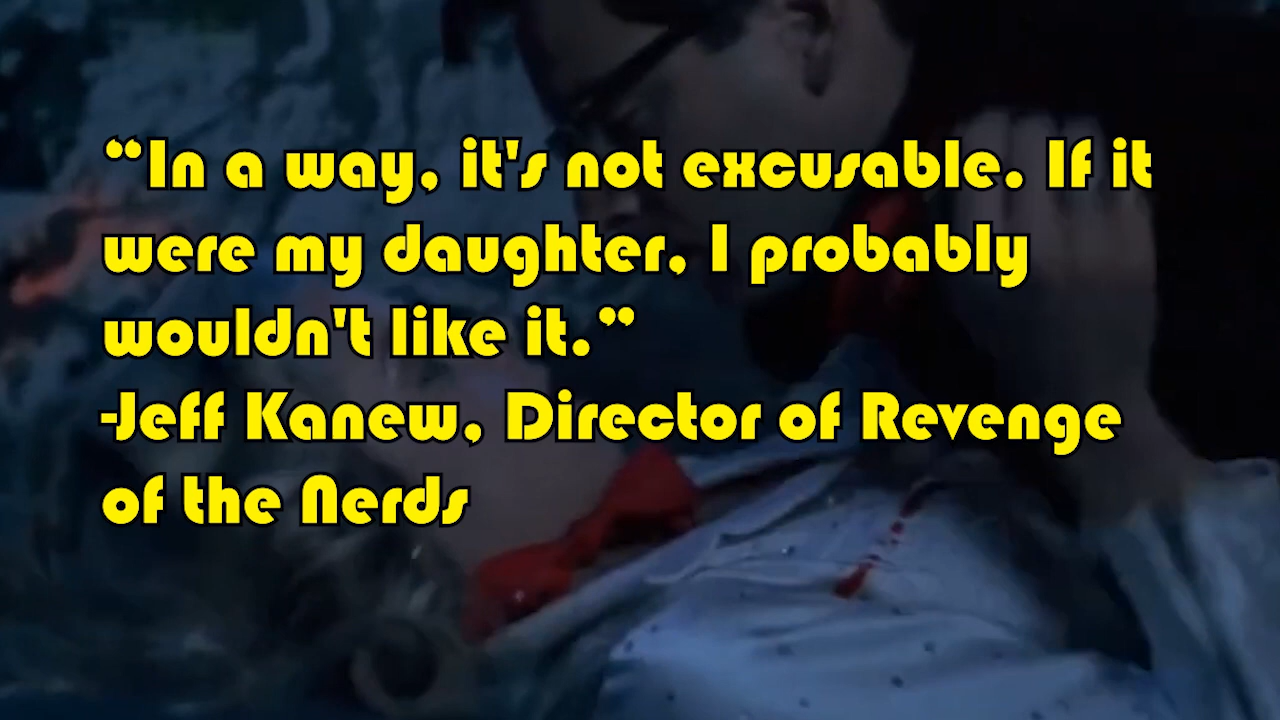 “In a way, it's not excusable. If it
were my daughter, I probably
wouldn't like it.”
-Jeff Kanew, Director of Revenge
of the Nerds